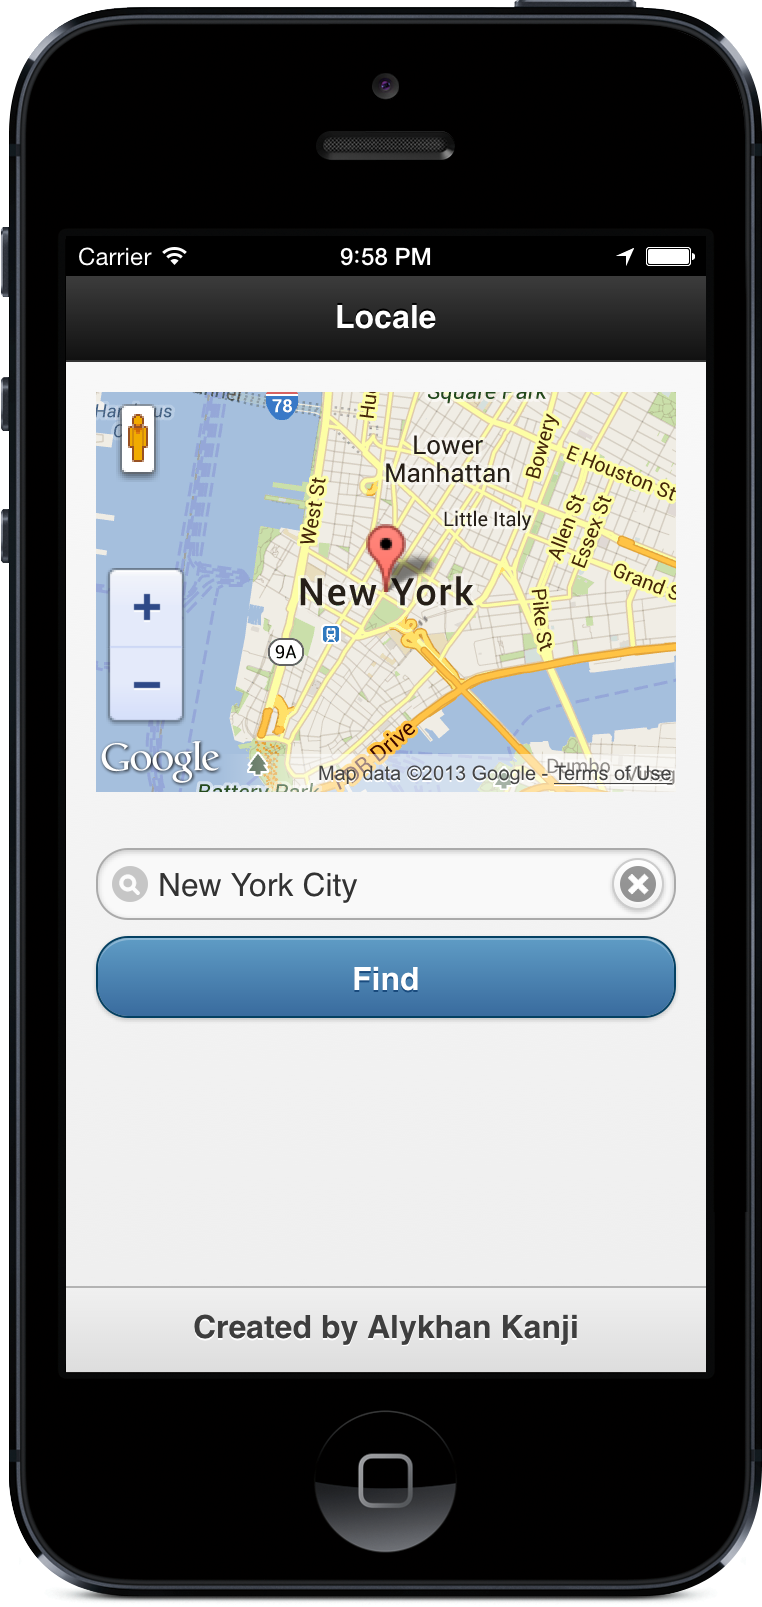 Carrier 9:58 PM
Locale
78
Square Park
Lower
Manhattan
Bowery
E Houston St
West St
Little Italy
Allen St
Essex St
New York
Grand S
Pike St
9A
Drive
Google
Map data ©2013 Google - Terms of Use
Dumbo
Battery Park
New York City
Find
Created by Alykhan Kanji